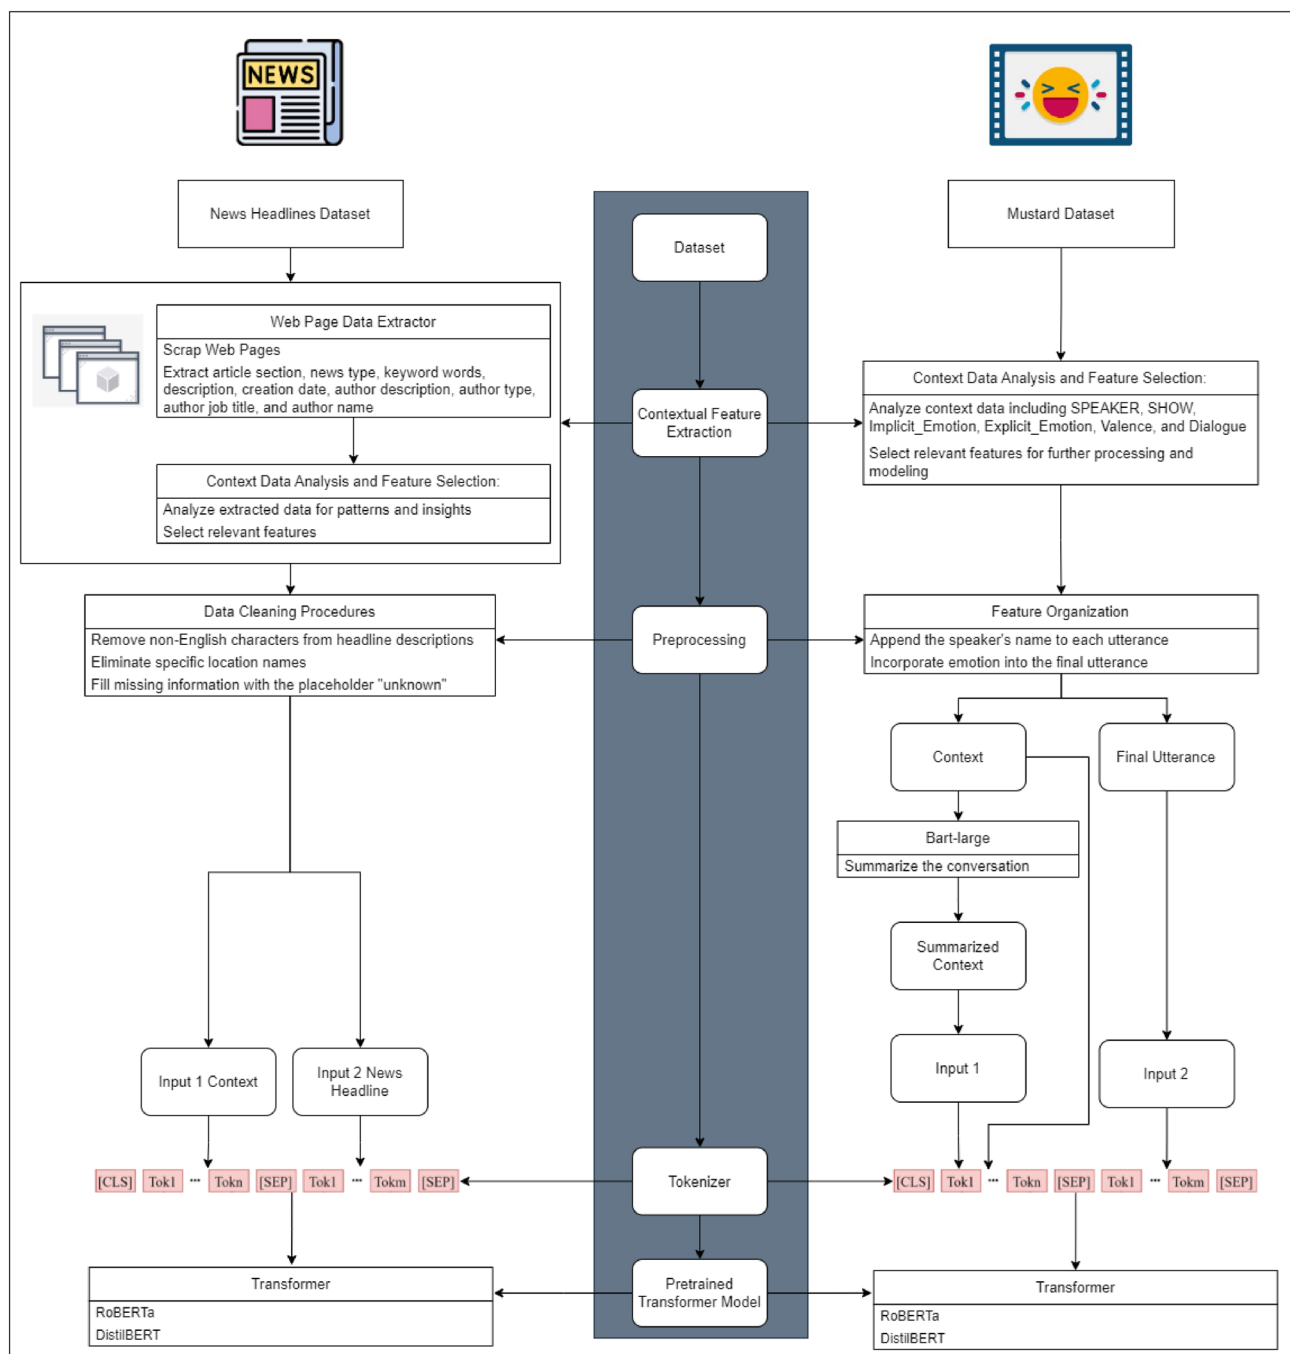 NEWS
News Headlines Dataset
Web Page Data Extractor
Scrap Web Pages
Extract article section, news type, keyword words,
description, creation date, author description, author type,
author job title, and author name
Context Data Analysis and Feature Selection:
Analyze extracted data for patterns and insights
Select relevant features
Data Cleaning Procedures
Remove non-English characters from headline descriptions
Eliminate specific location names
Fill missing information with the placeholder "unknown"
Input 1 Context
Input 2 News
Headline
[CLS] Tok1 ... Tokn [SEP] Tok1 ... Tokm [SEP]
Transformer
RoBERTa
DistilBERT
Dataset
Contextual Feature
Extraction
Preprocessing
Tokenizer
Pretrained
Transformer Model
Mustard Dataset
Context Data Analysis and Feature Selection:
Analyze context data including SPEAKER, SHOW,
Implicit_Emotion, Explicit_Emotion, Valence, and Dialogue
Select relevant features for further processing and
modeling
Feature Organization
Append the speaker's name to each utterance
Incorporate emotion into the final utterance
Context
Final Utterance
Bart-large
Summarize the conversation
Summarized
Context
Input 1
Input 2
[CLS] Tok1 ... Tokn [SEP] Tok1 ... Tokm [SEP]
Transformer
RoBERTa
DistilBERT